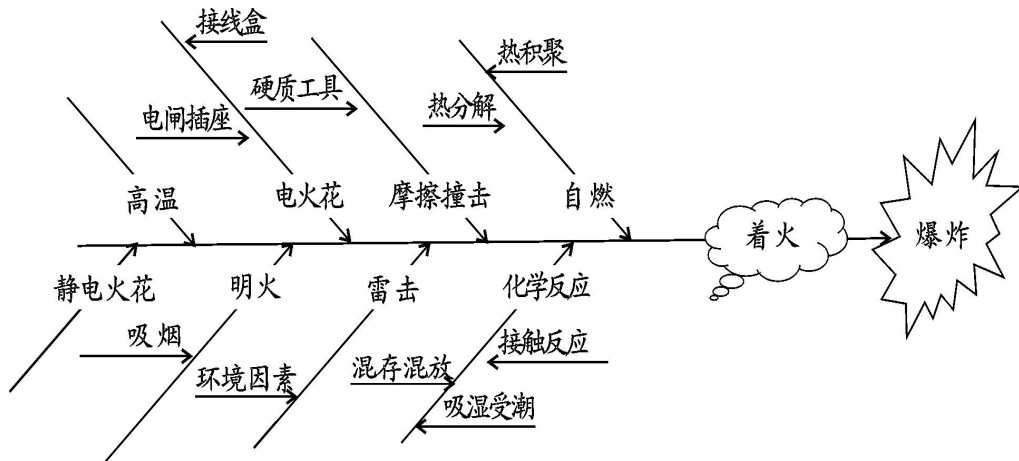 接线盒
热积聚
硬质工具
热分解
电闸插座
高温
电火花
摩擦撞击
自燃
着火
爆炸
静电火花
明火
雷击
化学反应
吸烟
环境因素
混存混放
接触反应
吸湿受潮